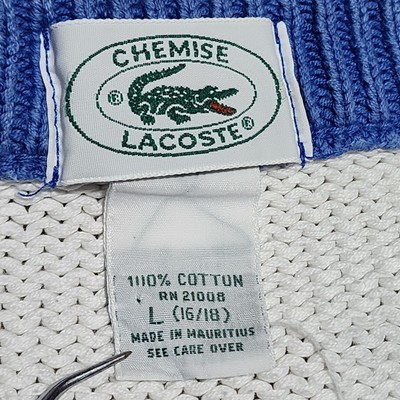 CHEMISE
® ®
LACOSTE
100% COTTON
RN 21008
L (16/18)
MADE IN MAURITIUS
SEE CARE OVER